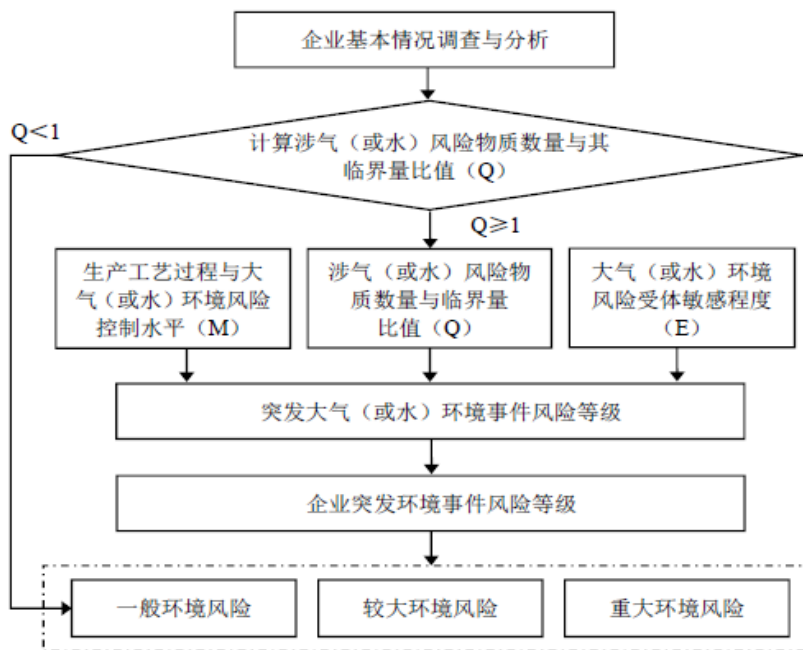 企业基本情况调查与分析
Q＜1
计算涉气（或水）风险物质数量与其
临界量比值（Q）
Q≥1
生产工艺过程与大
气（或水）环境风险
控制水平（M）
涉气（或水）风险物
质数量与临界量
比值（Q）
大气（或水）环境
风险受体敏感程度
（E）
突发大气（或水）环境事件风险等级
企业突发环境事件风险等级
一般环境风险
较大环境风险
重大环境风险